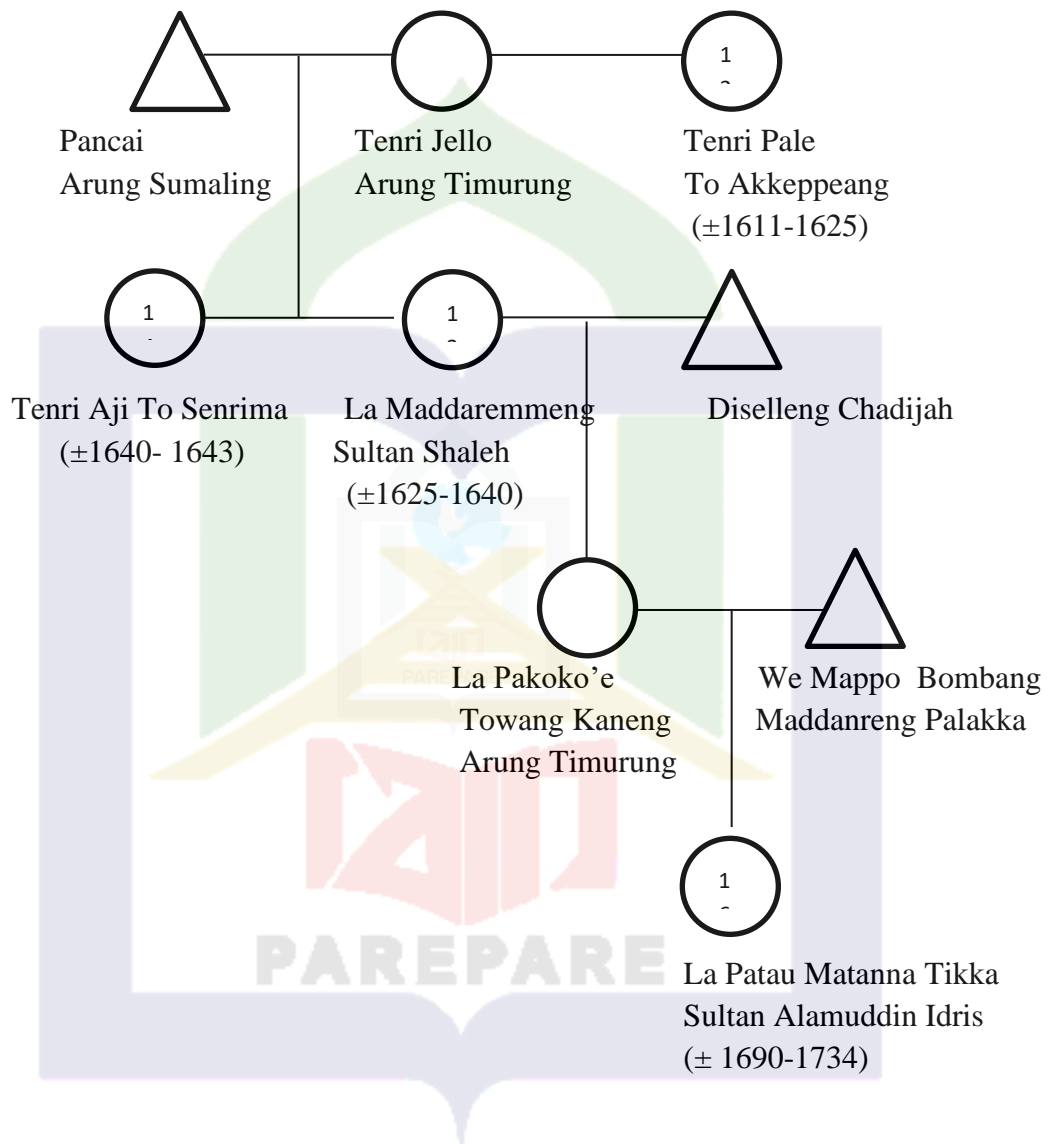 1
Pancai
Arung Sumaling
Tenri Jello
Arung Timurung
Tenri Pale
To Akkeppeang
(±1611-1625)
1
1
Tenri Aji To Senrima
(±1640- 1643)
La Maddaremmeng
Sultan Shaleh
(±1625-1640)
Diselleng Chadijah
La Pakoko’e
Towang Kaneng
Arung Timurung
We Mappo Bombang
Maddanreng Palakka
1
La Patau Matanna Tikka
Sultan Alamuddin Idris
(± 1690-1734)
PAREPARE